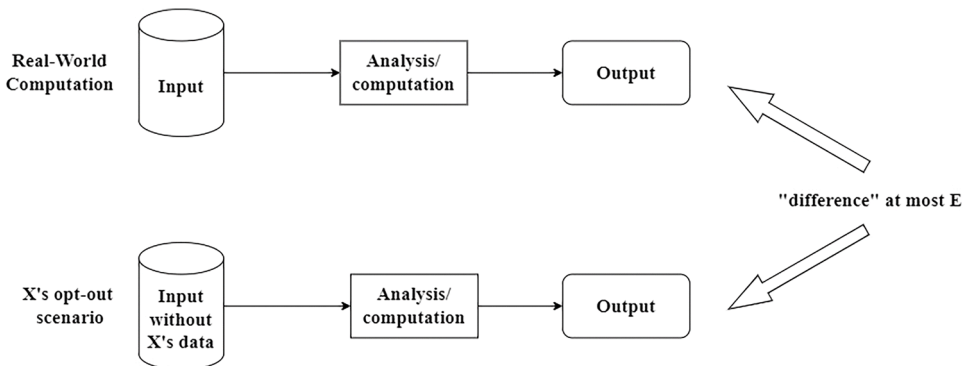 Real-World
Computation
Input
Analysis/
computation
Output
"difference" at most E
X's opt-out
scenario
Input
without
X's data
Analysis/
computation
Output